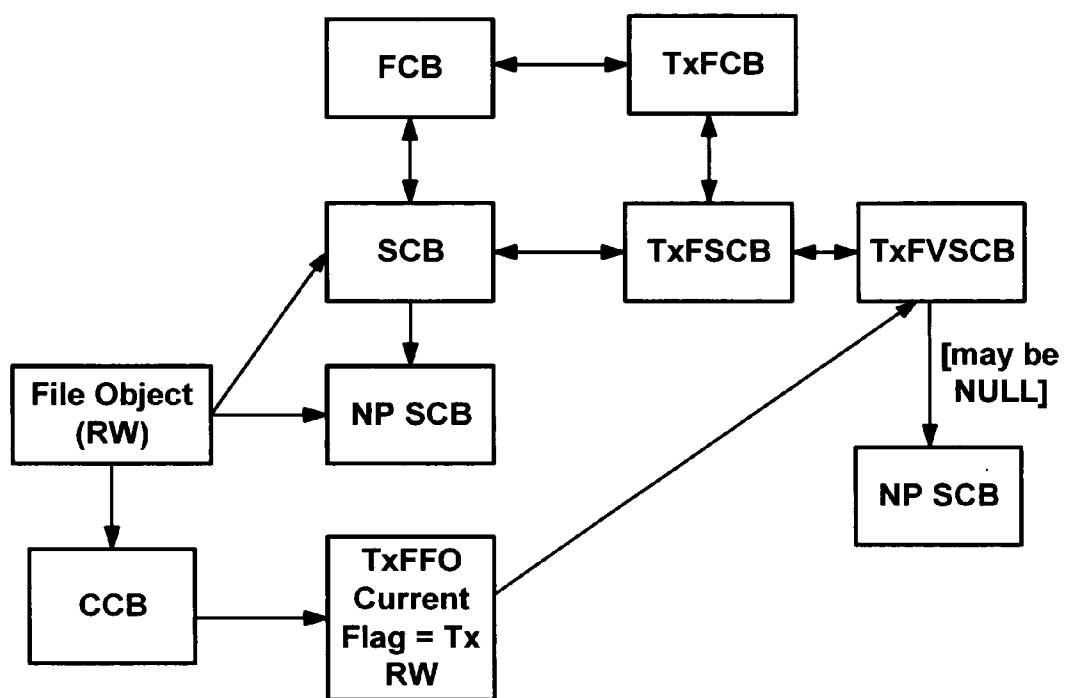 FCB
TxFCB
SCB
TxFSCB
TxFVSCB
[may be
NULL]
File Object
(RW)
NP SCB
NP SCB
CCB
TxFFO
Current
Flag = Tx
RW